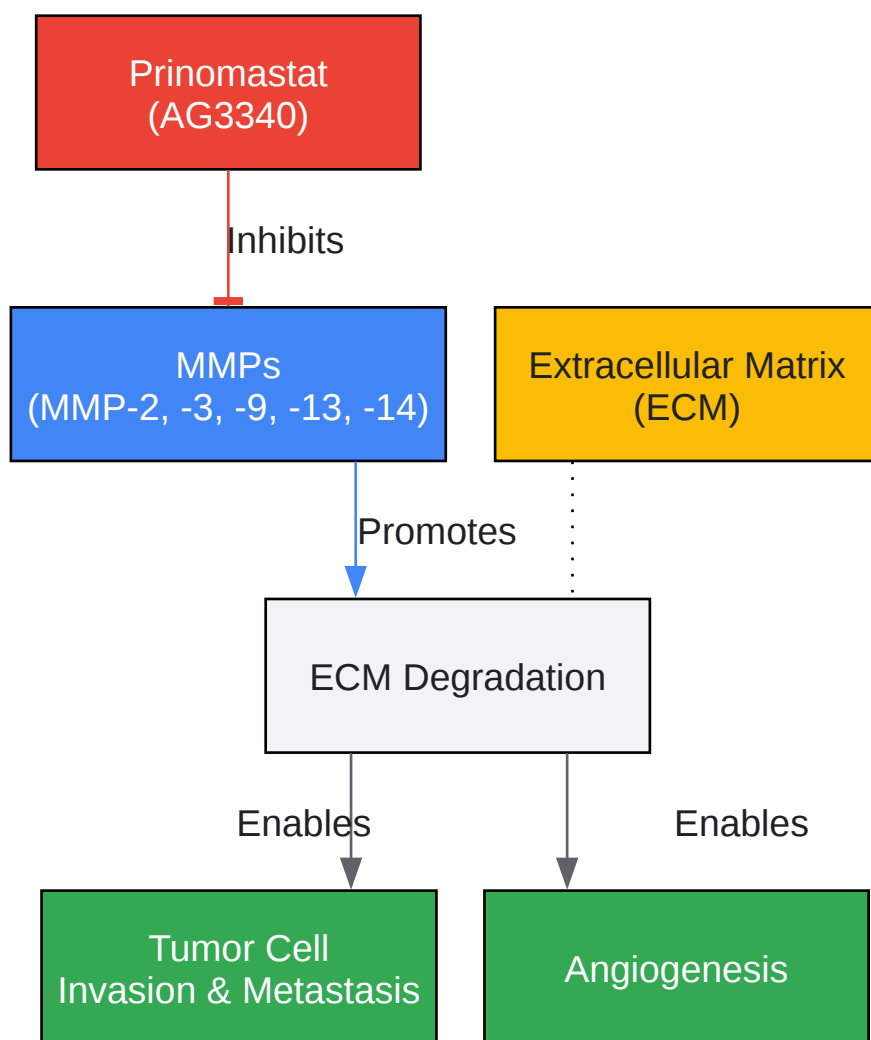 Prinomastat
(AG3340)
Inhibits
MMPs
(MMP-2, -3, -9, -13, -14)
Extracellular Matrix
(ECM)
Promotes
ECM Degradation
Enables
Enables
Tumor Cell
Invasion & Metastasis
Angiogenesis